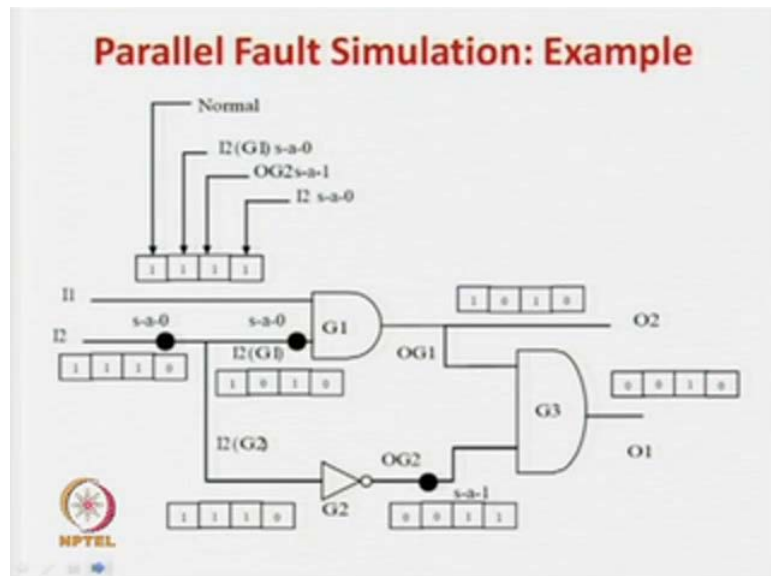 Parallel Fault Simulation: Example
Normal
I2(G1) s-a-0
OG2s-a-1
I2 s-a-0
1 1 1 1
I1
1 0 1 0
s-a-0
s-a-0
G1
O2
I2
I2(G1)
OG1
1 1 1 0
1 0 1 0
0 0 1 0
G3
I2(G2)
OG2
O1
s-a-1
G2
1 1 1 0
0 0 1 1
NPTEL